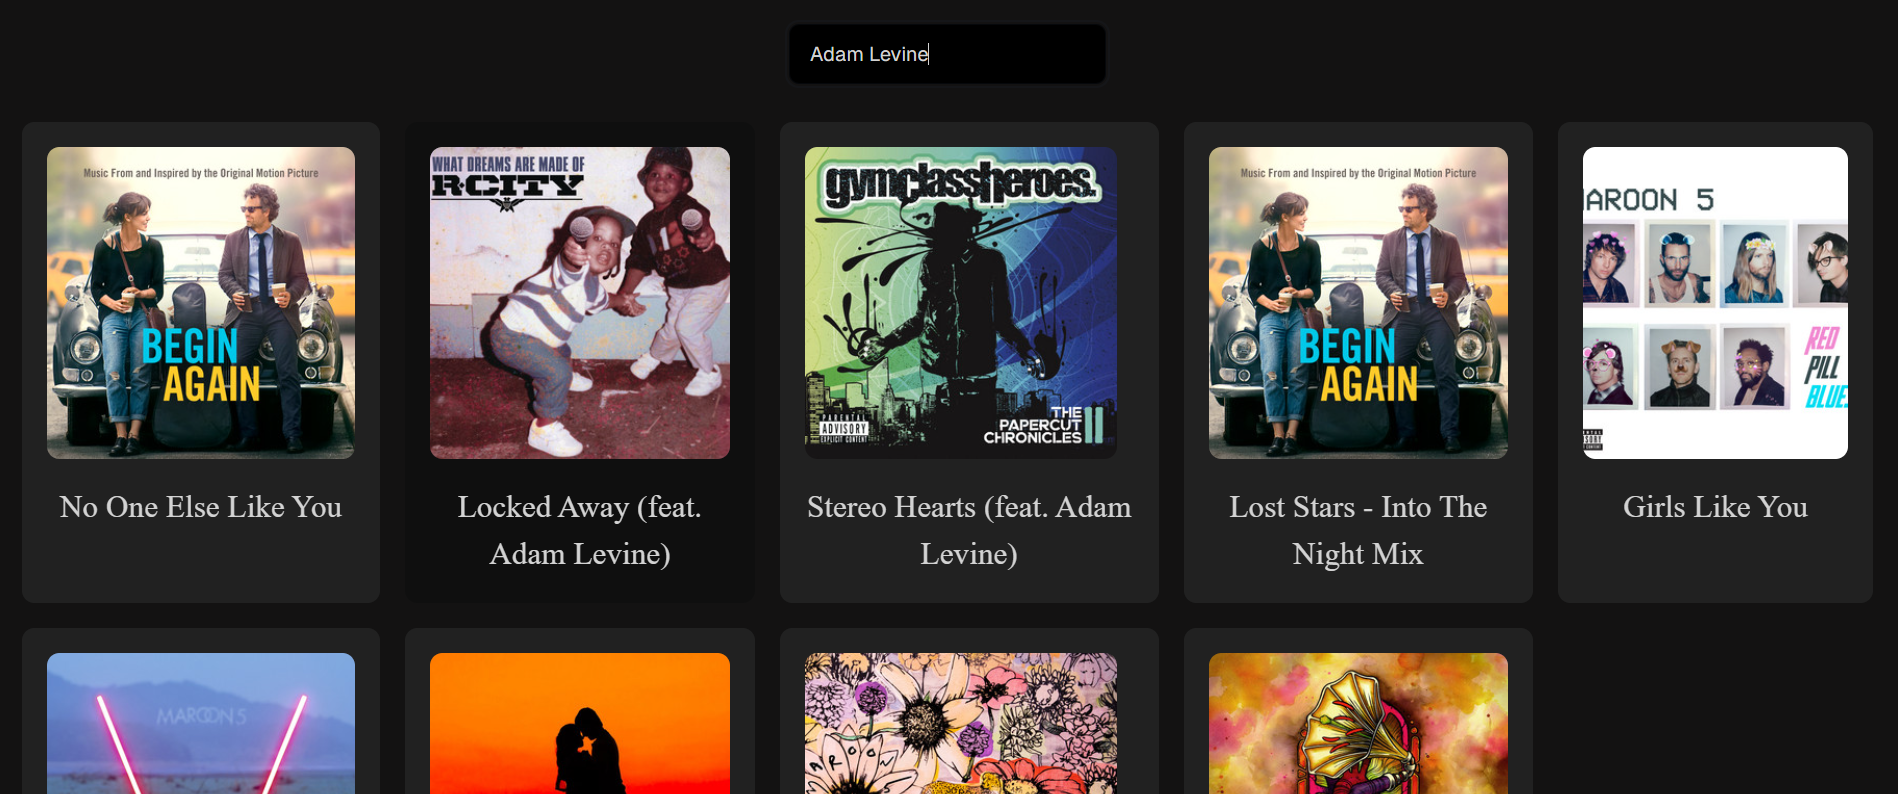 Adam Levine
Music From and Inspired by the Original Motion Picture
BEGIN
AGAIN
No One Else Like You
WHAT DREAMS ARE MADE OF
RCITY
Locked Away (feat.
Adam Levine)
gymclassheroes.
PARENTAL
ADVISORY
EXPLICIT CONTENT
THE
PAPERCUT
CHRONICLES II
Stereo Hearts (feat. Adam
Levine)
Music From and Inspired by the Original Motion Picture
BEGIN
AGAIN
Lost Stars - Into The
Night Mix
AROON 5
RED
PILL
BLUE
Girls Like You
MAROON 5